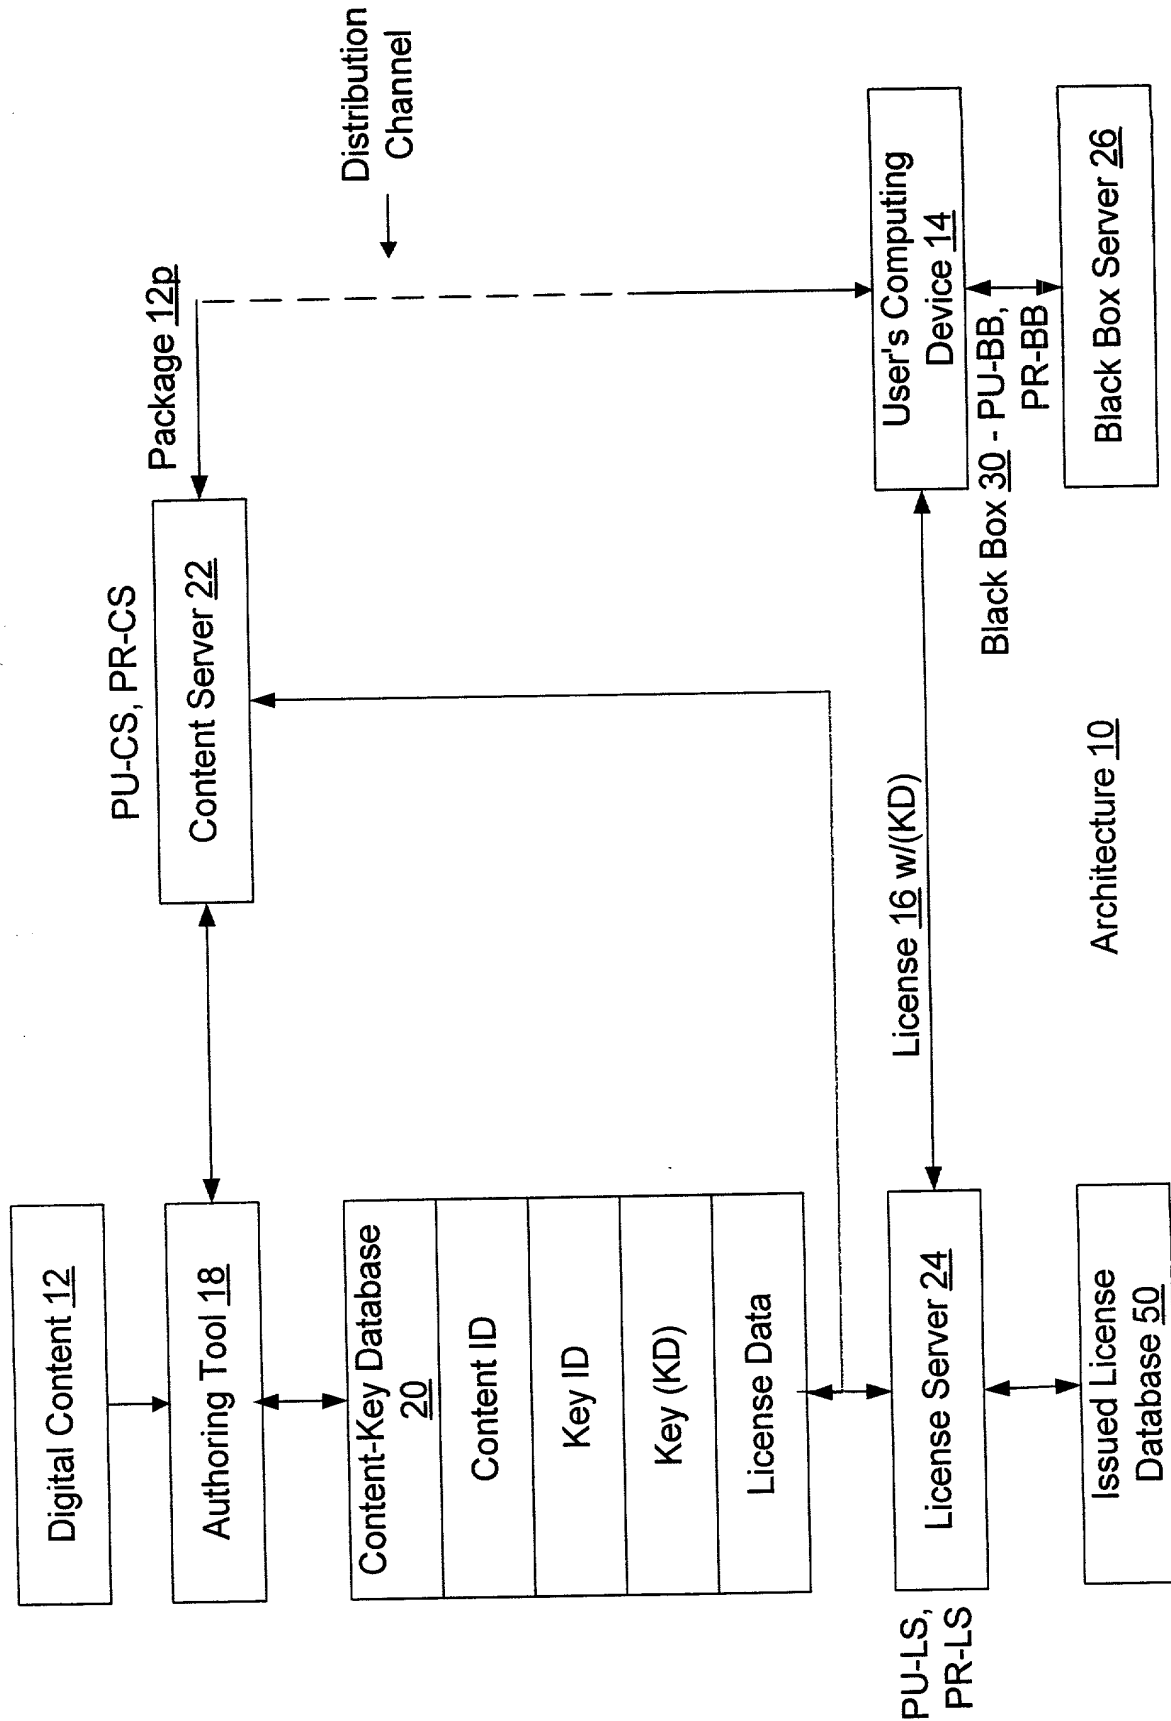 Digital Content 12
Authoring Tool 18
Content-Key Database
20
Content ID
Key ID
Key (KD)
License Data
PU-LS,
PR-LS
License Server 24
Issued License
Database 50
PU-CS, PR-CS
Content Server 22
Package 12p
Distribution
Channel
License 16 w/(KD)
User's Computing
Device 14
Black Box 30 - PU-BB,
PR-BB
Black Box Server 26
Architecture 10